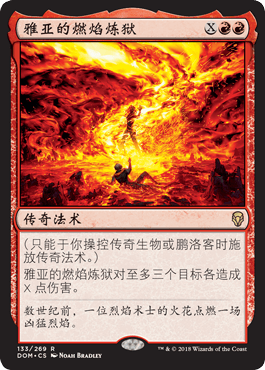 雅亚的燃焰炼狱 X
传奇法术
（只能于你操控传奇生物或鹏洛客时施
放传奇法术。）
雅亚的燃焰炼狱对至多三个目标各造成
X 点伤害。
数世纪前，一位烈焰术士的火花点燃一场
凶猛烈焰。
133/269 R
DOM • CS NOAH BRADLEY
™ & © 2018 Wizards of the Coast